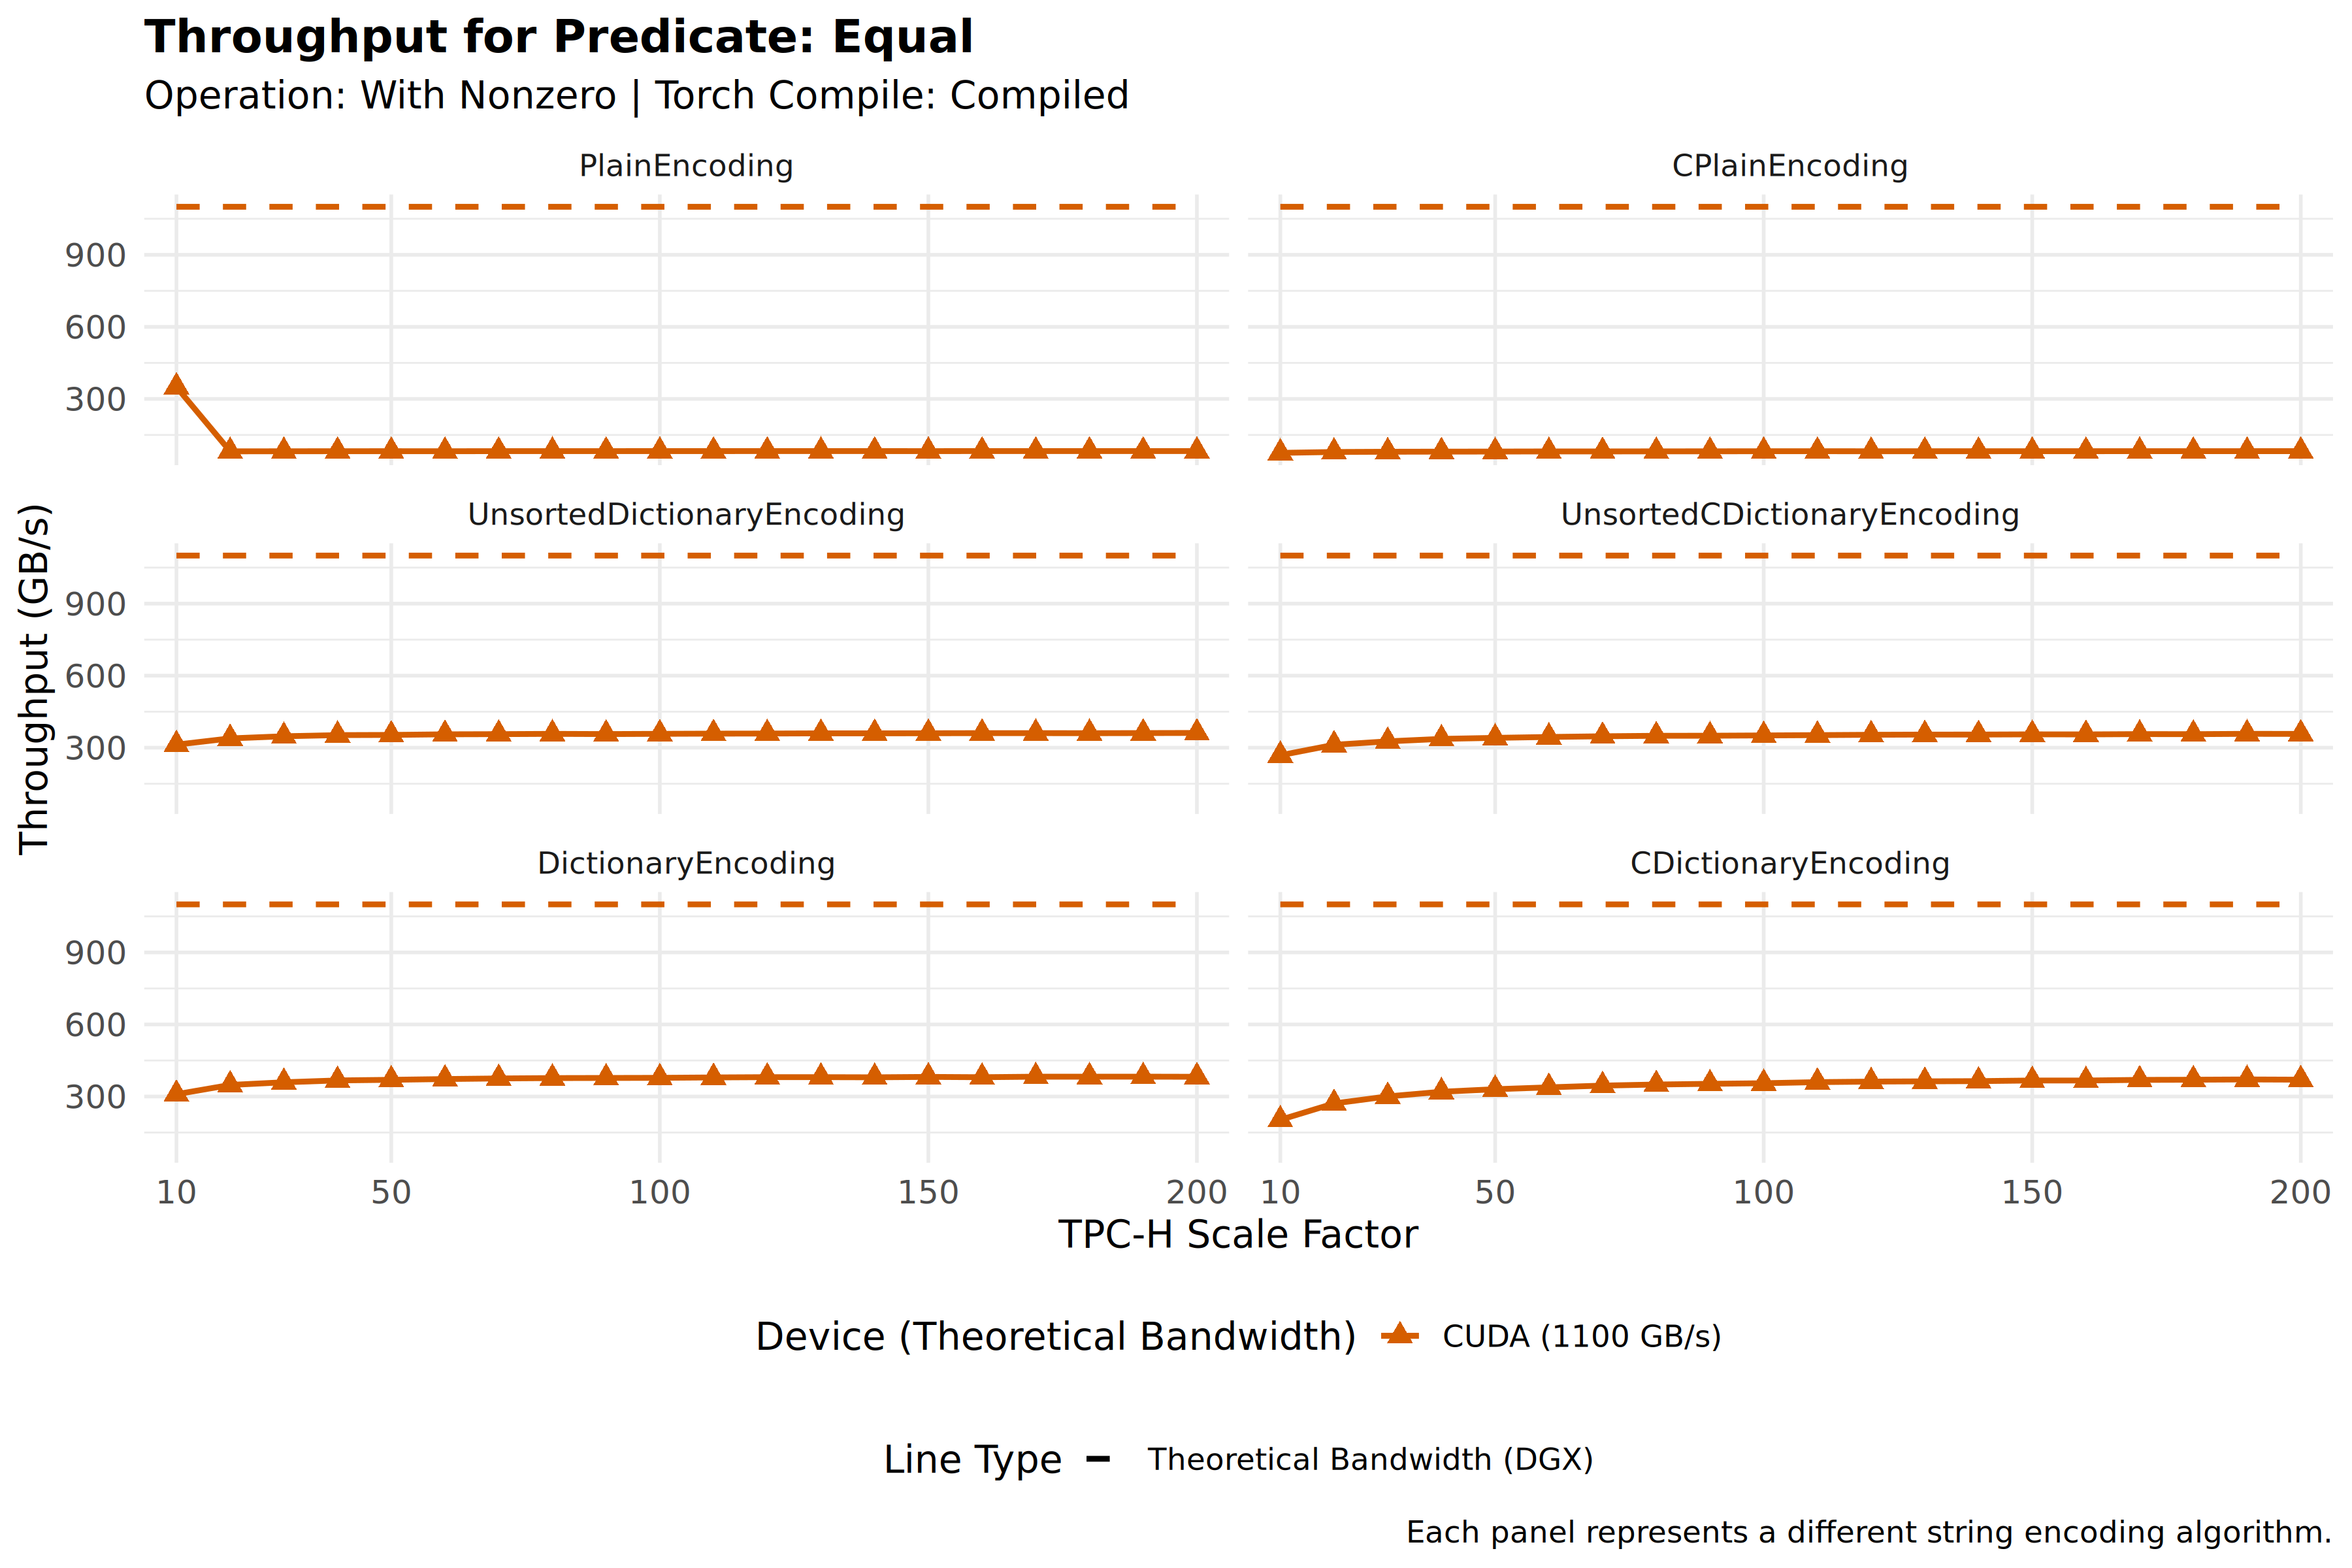 Throughput for Predicate: Equal
Operation: With Nonzero | Torch Compile: Compiled
PlainEncoding
CPlainEncoding
900
600
300
UnsortedDictionaryEncoding
UnsortedCDictionaryEncoding
900
600
300
Throughput (GB/s)
DictionaryEncoding
CDictionaryEncoding
900
600
300
10 50 100 150 200 10 50 100 150 200
TPC-H Scale Factor
Device (Theoretical Bandwidth) CUDA (1100 GB/s)
Line Type Theoretical Bandwidth (DGX)
Each panel represents a different string encoding algorithm.